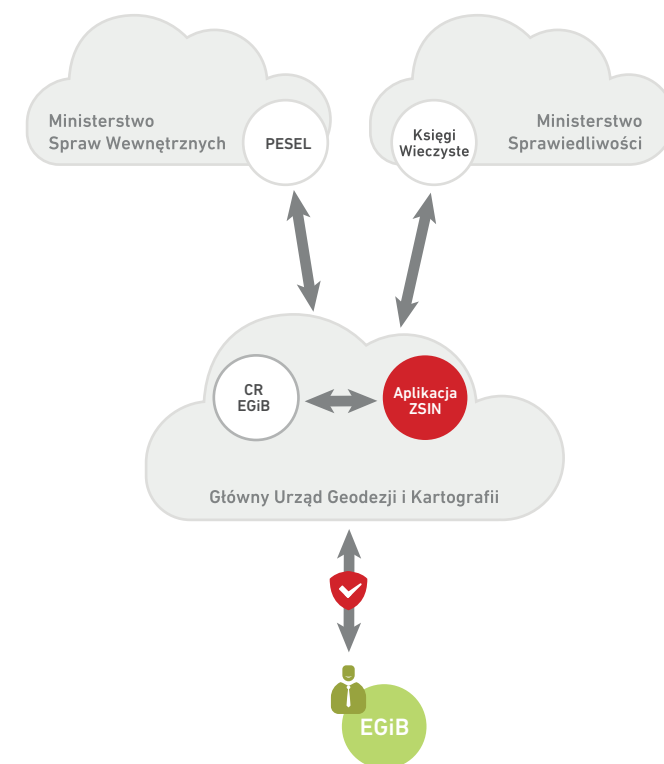 Ministerstwo
Spraw Wewnętrznych
PESEL
Księgi
Wieczyste
Ministerstwo
Sprawiedliwości
CR
EGiB
Aplikacja
ZSIN
Główny Urząd Geodezji i Kartografii
EGiB